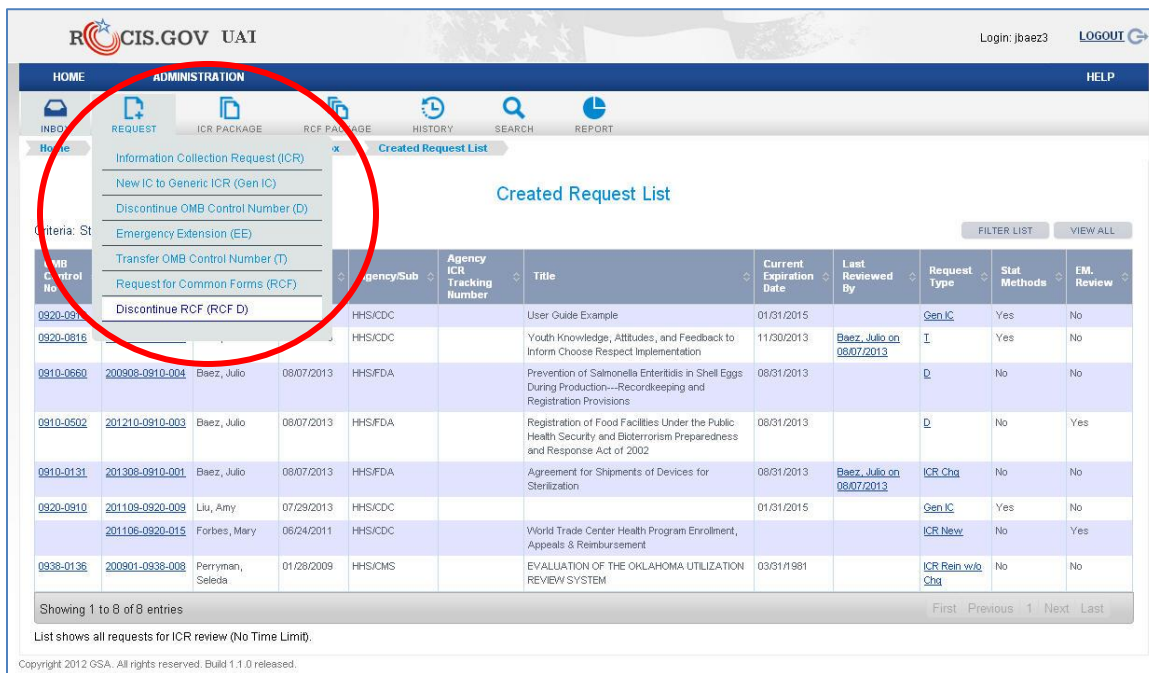 ROCIS.GOV UAI
Login: jbaez3 LOGOUT
HOME ADMINISTRATION HELP
INBOX REQUEST ICR PACKAGE RCF PACKAGE HISTORY SEARCH REPORT
Home Created Request List
Information Collection Request (ICR)
New IC to Generic ICR (Gen IC)
Discontinue OMB Control Number (D)
Emergency Extension (EE)
Transfer OMB Control Number (T)
Request for Common Forms (RCF)
Discontinue RCF (RCF D)
Created Request List
Criteria: St
FILTER LIST VIEW ALL
OMB Control No Agency/Sub Agency ICR Tracking Number Title Current Expiration Date Last Reviewed By Request Type Stat Methods EM. Review
0920-091 HHS/CDC User Guide Example 01/31/2015 Gen IC Yes No
0920-0816 HHS/CDC Youth Knowledge, Attitudes, and Feedback to 11/30/2013 Baez, Julio on T Yes No
Inform Choose Respect Implementation 08/07/2013
0910-0660 200908-0910-004 Baez, Julio 08/07/2013 HHS/FDA Prevention of Salmonella Enteritidis in Shell Eggs 08/31/2013 D No No
During Production---Recordkeeping and
Registration Provisions
0910-0502 201210-0910-003 Baez, Julio 08/07/2013 HHS/FDA Registration of Food Facilities Under the Public 08/31/2013 D No Yes
Health Security and Bioterrorism Preparedness
and Response Act of 2002
0910-0131 201308-0910-001 Baez, Julio 08/07/2013 HHS/FDA Agreement for Shipments of Devices for 08/31/2013 Baez, Julio on ICR Chg No No
Sterilization 08/07/2013
0920-0910 201109-0920-009 Liu, Amy 07/29/2013 HHS/CDC 01/31/2015 Gen IC Yes No
201106-0920-015 Forbes, Mary 06/24/2011 HHS/CDC World Trade Center Health Program Enrollment, ICR New No Yes
Appeals & Reimbursement
0938-0136 200901-0938-008 Perryman, 01/28/2009 HHS/CMS EVALUATION OF THE OKLAHOMA UTILIZATION 03/31/1981 ICR Rein w/o No No
Seleda REVIEW SYSTEM Chg
Showing 1 to 8 of 8 entries First Previous 1 Next Last
List shows all requests for ICR review (No Time Limit).
Copyright 2012 GSA. All rights reserved. Build 1.1.0 released.